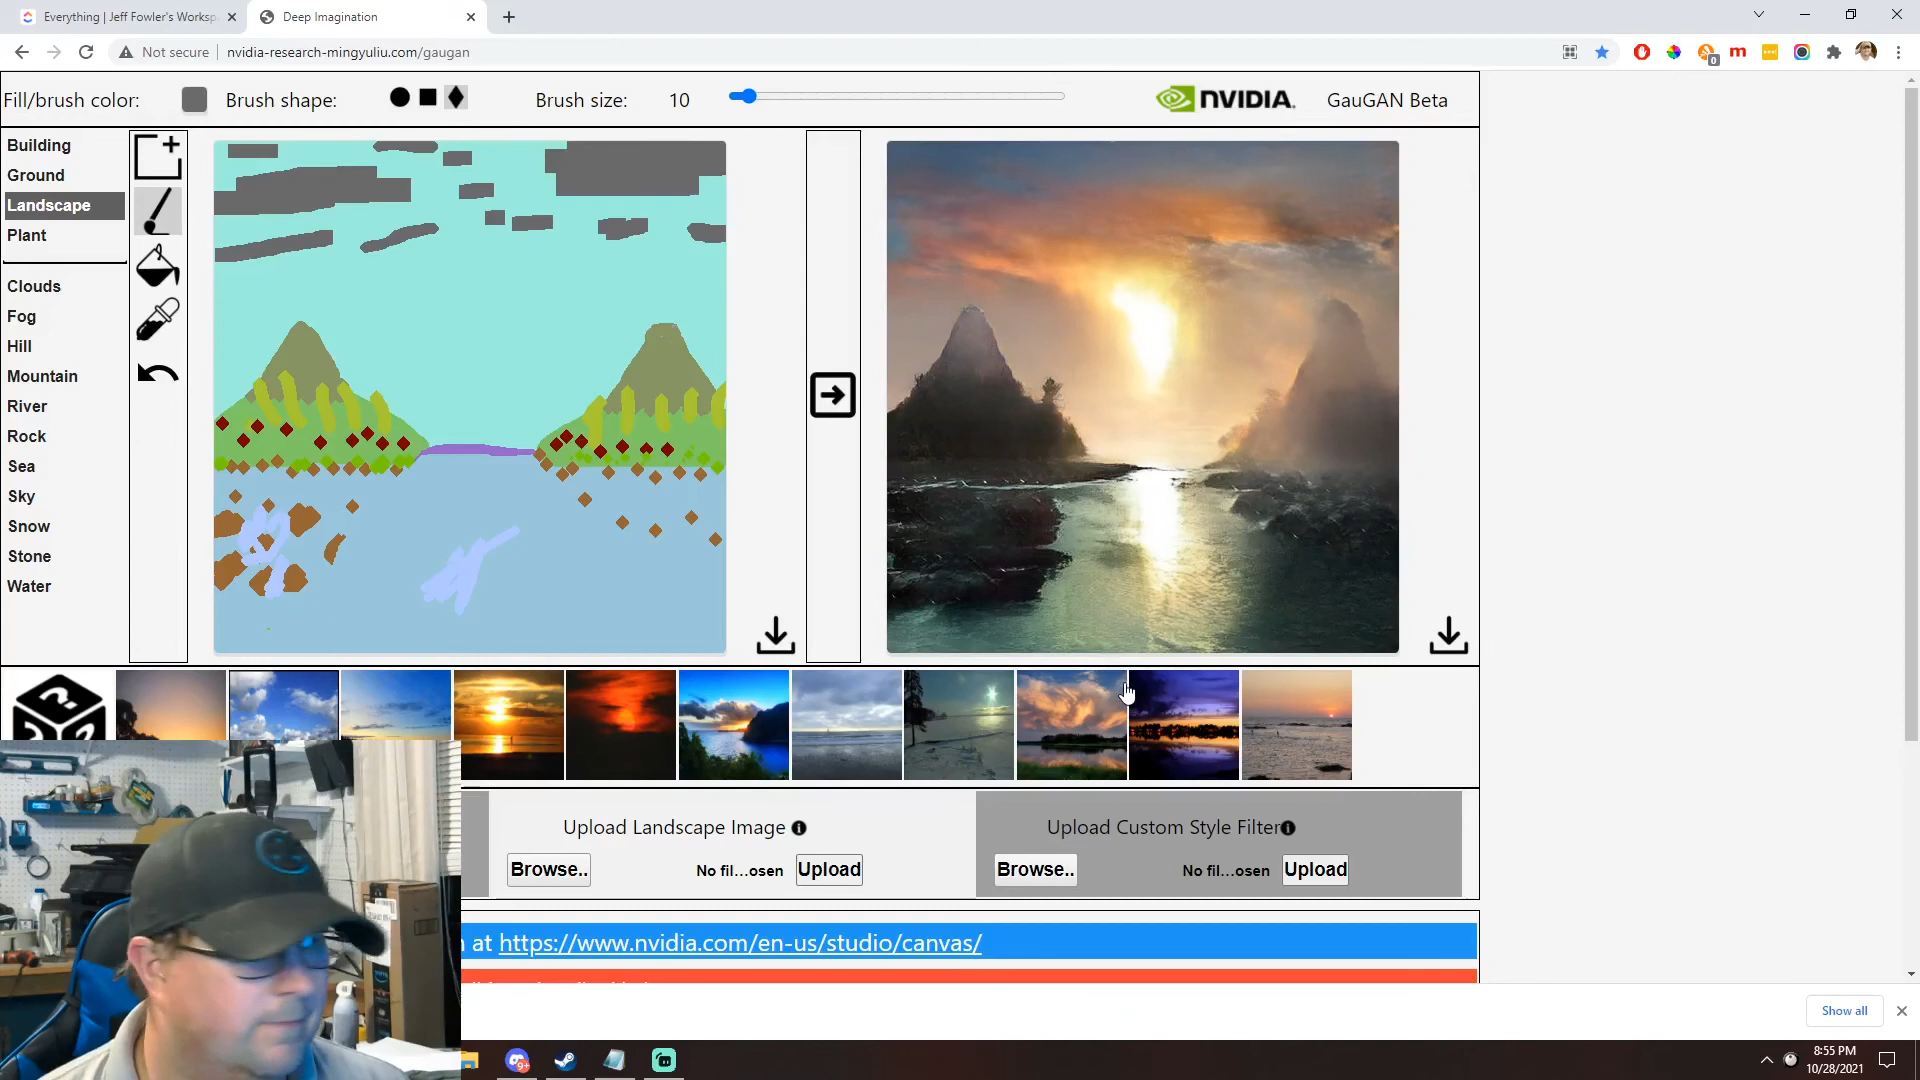 Everything | Jeff Fowler's Worksp
Deep Imagination
Not secure
nvidia-research-mingyuliu.com/gaugan
0
m
Fill/brush color:
Brush shape:
Brush size:
10
NVIDIA.
GauGAN Beta
Building
Ground
Landscape
Plant
Clouds
Fog
Hill
Mountain
River
Rock
Sea
Sky
Snow
Stone
Water
Upload Landscape Image
Upload Custom Style Filter
Browse..
No fil...osen
Upload
Browse..
No fil...osen
Upload
at https://www.nvidia.com/en-us/studio/canvas/
Show all
9+
8:55 PM
10/28/2021